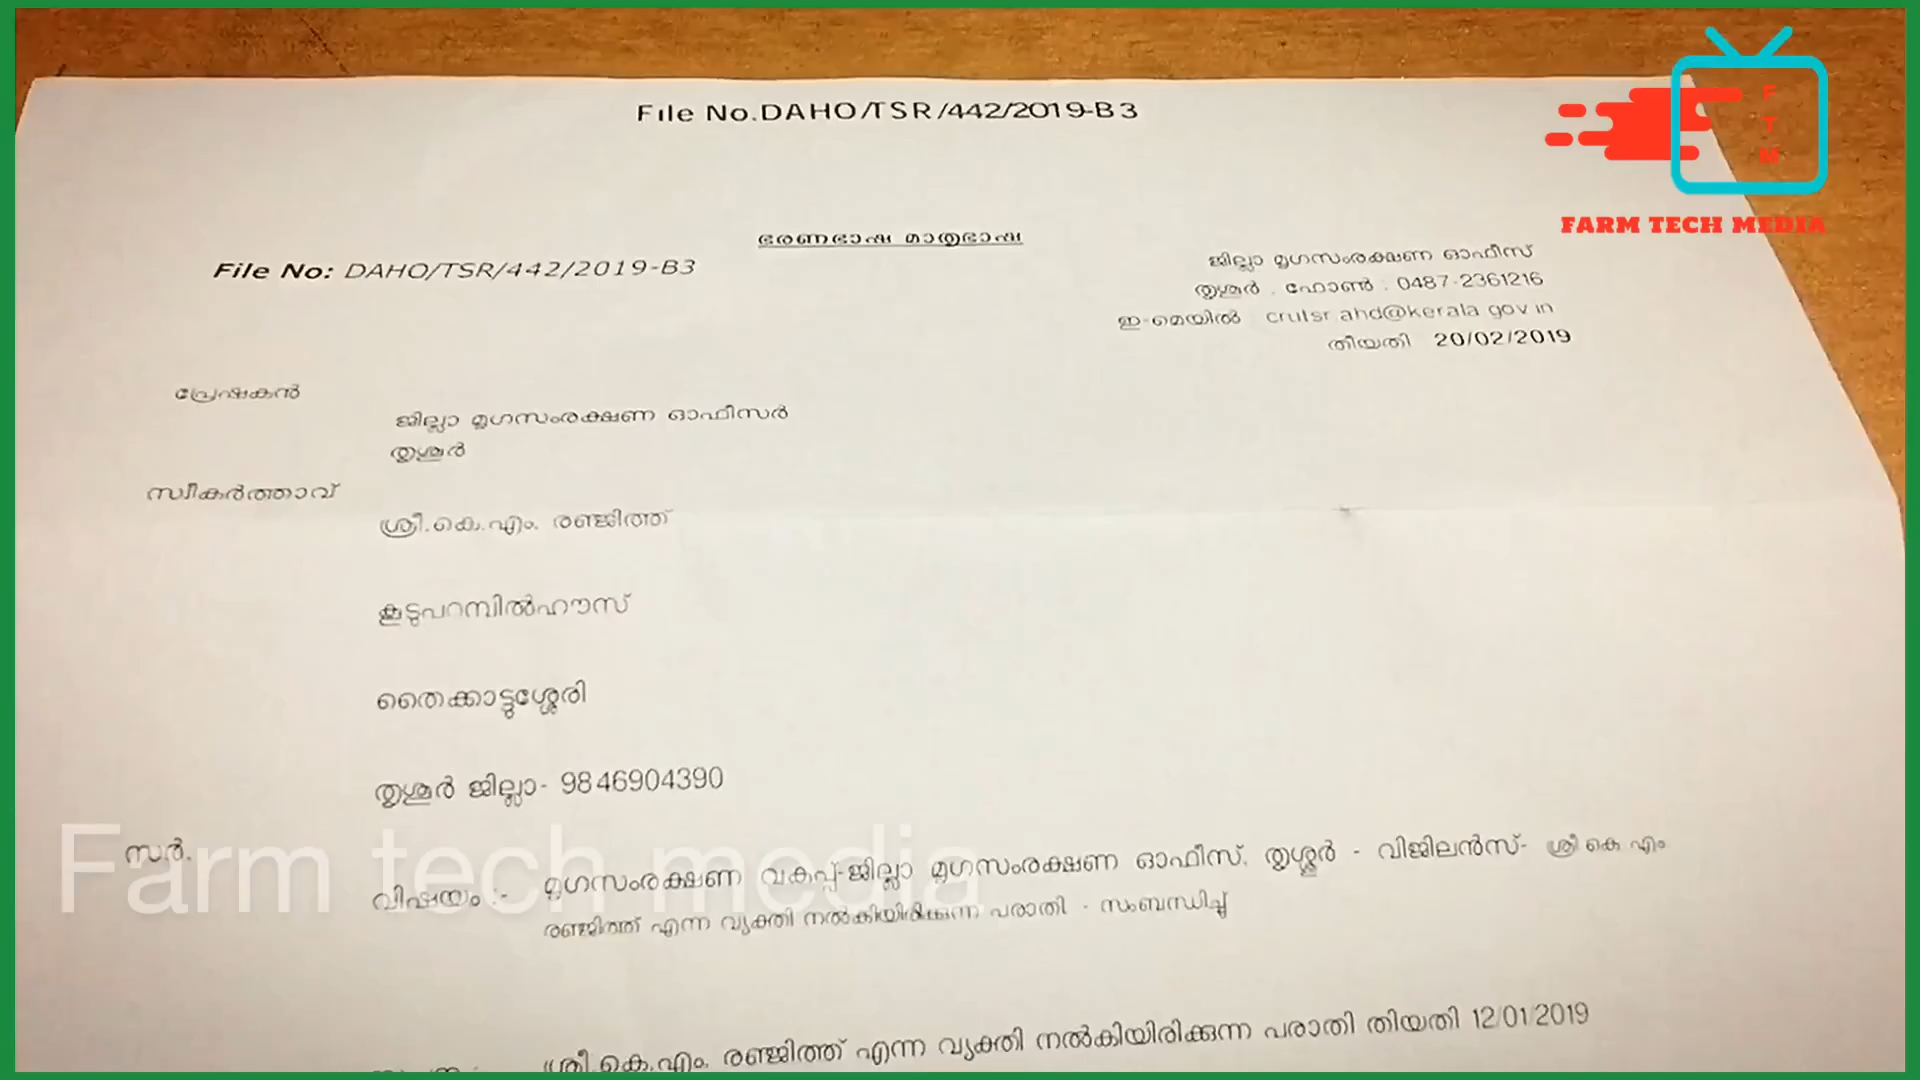 File No.DAHO/TSR/442/2019-B3
ഭരണഭാഷ മാതൃഭാഷ
File No: DAHO/TSR/442/2019-B3
ജില്ലാ മൃഗസംരക്ഷണ ഓഫീസ്
തൃശൂർ . ഫോൺ : 0487-2361216
ഇ-മെയിൽ crutsr.ahd@kerala.gov.in
തീയതി 20/02/2019
പ്രേഷകൻ
ജില്ലാ മൃഗസംരക്ഷണ ഓഫീസർ
തൃശൂർ
സ്വീകർത്താവ്
ശ്രീ.കെ.എം. രഞ്ജിത്ത്
കൂടുപറമ്പിൽഹൗസ്
തൈക്കാട്ടുശ്ശേരി
തൃശൂർ ജില്ലാ- 9846904390
സർ.
വിഷയം :- മൃഗസംരക്ഷണ വകുപ്പ്-ജില്ലാ മൃഗസംരക്ഷണ ഓഫീസ്, തൃശ്ശൂർ - വിജിലൻസ്- ശ്രീ കെ എം
രഞ്ജിത്ത് എന്ന വ്യക്തി നൽകിയിരിക്കുന്ന പരാതി - സംബന്ധിച്ച്
ശ്രീ.കെ.എം. രഞ്ജിത്ത് എന്ന വ്യക്തി നൽകിയിരിക്കുന്ന പരാതി തിയതി 12/01/2019
F
T
M
FARM TECH MEDIA
Farm tech media